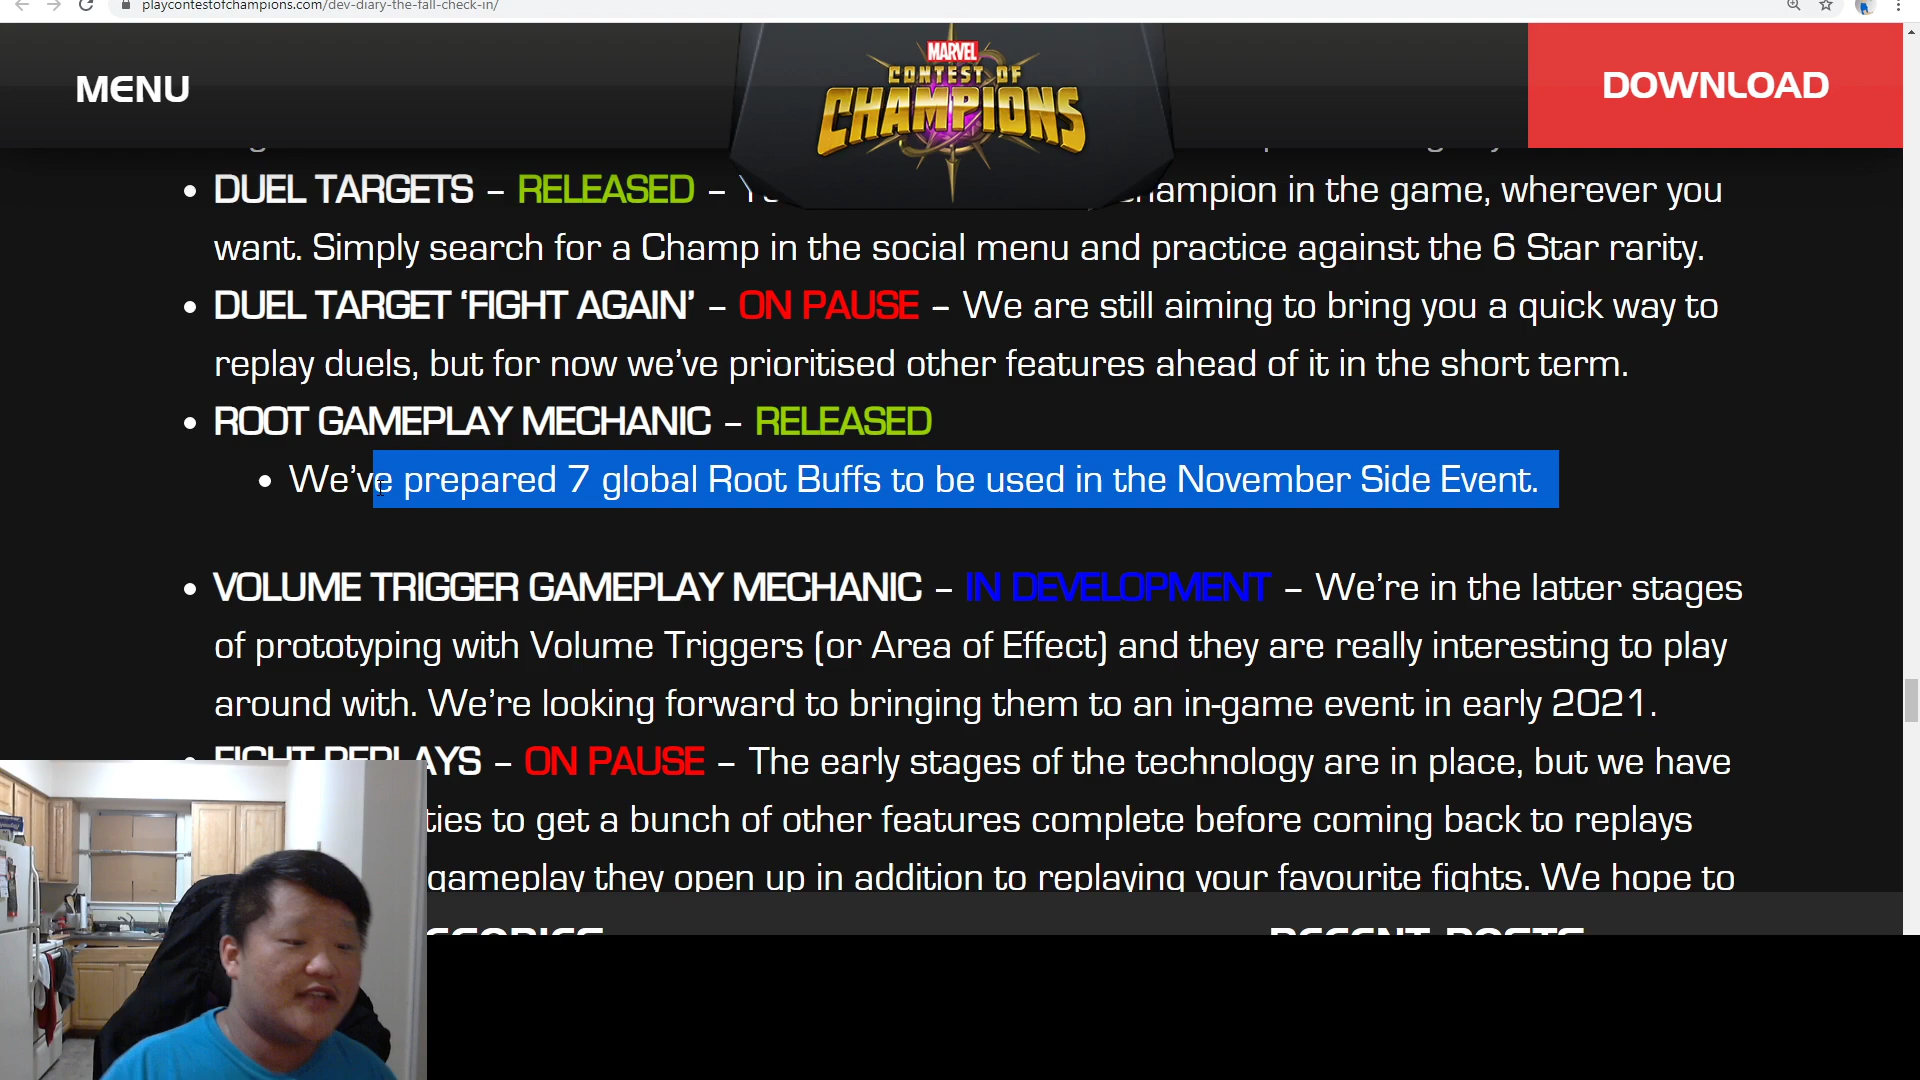 playcontestofchampions.com/dev-diary-the-fall-check-in/
MENU
MARVEL
CONTEST OF
CHAMPIONS
DOWNLOAD
• DUEL TARGETS – RELEASED – hampion in the game, wherever you
want. Simply search for a Champ in the social menu and practice against the 6 Star rarity.
• DUEL TARGET ‘FIGHT AGAIN’ – ON PAUSE – We are still aiming to bring you a quick way to
replay duels, but for now we’ve prioritised other features ahead of it in the short term.
• ROOT GAMEPLAY MECHANIC – RELEASED
• We’ve prepared 7 global Root Buffs to be used in the November Side Event.
• VOLUME TRIGGER GAMEPLAY MECHANIC – IN DEVELOPMENT – We’re in the latter stages
of prototyping with Volume Triggers (or Area of Effect) and they are really interesting to play
around with. We’re looking forward to bringing them to an in-game event in early 2021.
FIGHT REPLAYS – ON PAUSE – The early stages of the technology are in place, but we have
ties to get a bunch of other features complete before coming back to replays
gameplay they open up in addition to replaying your favourite fights. We hope to
RECENT POSTS